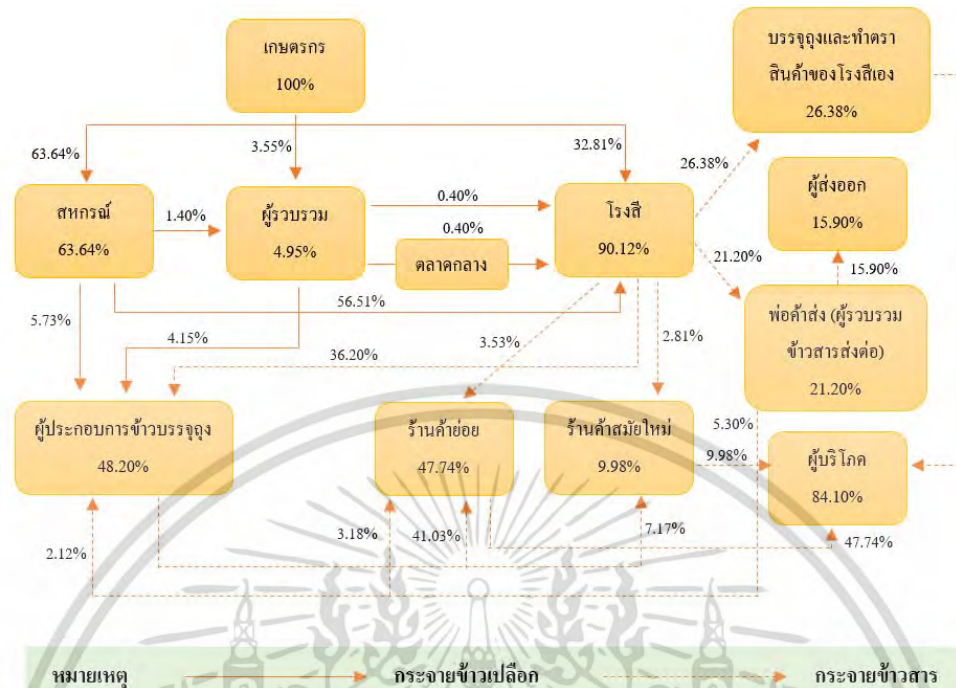 เกษตรกร
100%
บรรจุถุงและทำตรา
สินค้าของโรงสีเอง
26.38%
63.64%
3.55%
32.81%
26.38%
สหกรณ์
63.64%
1.40%
ผู้รวบรวม
4.95%
0.40%
0.40%
ตลาดกลาง
โรงสี
90.12%
ผู้ส่งออก
15.90%
21.20%
15.90%
พ่อค้าส่ง (ผู้รวบรวม
ข้าวสารส่งต่อ)
21.20%
5.73%
56.51%
4.15%
36.20%
3.53%
2.81%
ผู้ประกอบการข้าวบรรจุถุง
48.20%
ร้านค้าย่อย
47.74%
ร้านค้าสมัยใหม่
9.98%
5.30%
9.98%
ผู้บริโภค
84.10%
2.12%
3.18%
41.03%
7.17%
47.74%
หมายเหตุ กระจายข้าวเปลือก กระจายข้าวสาร